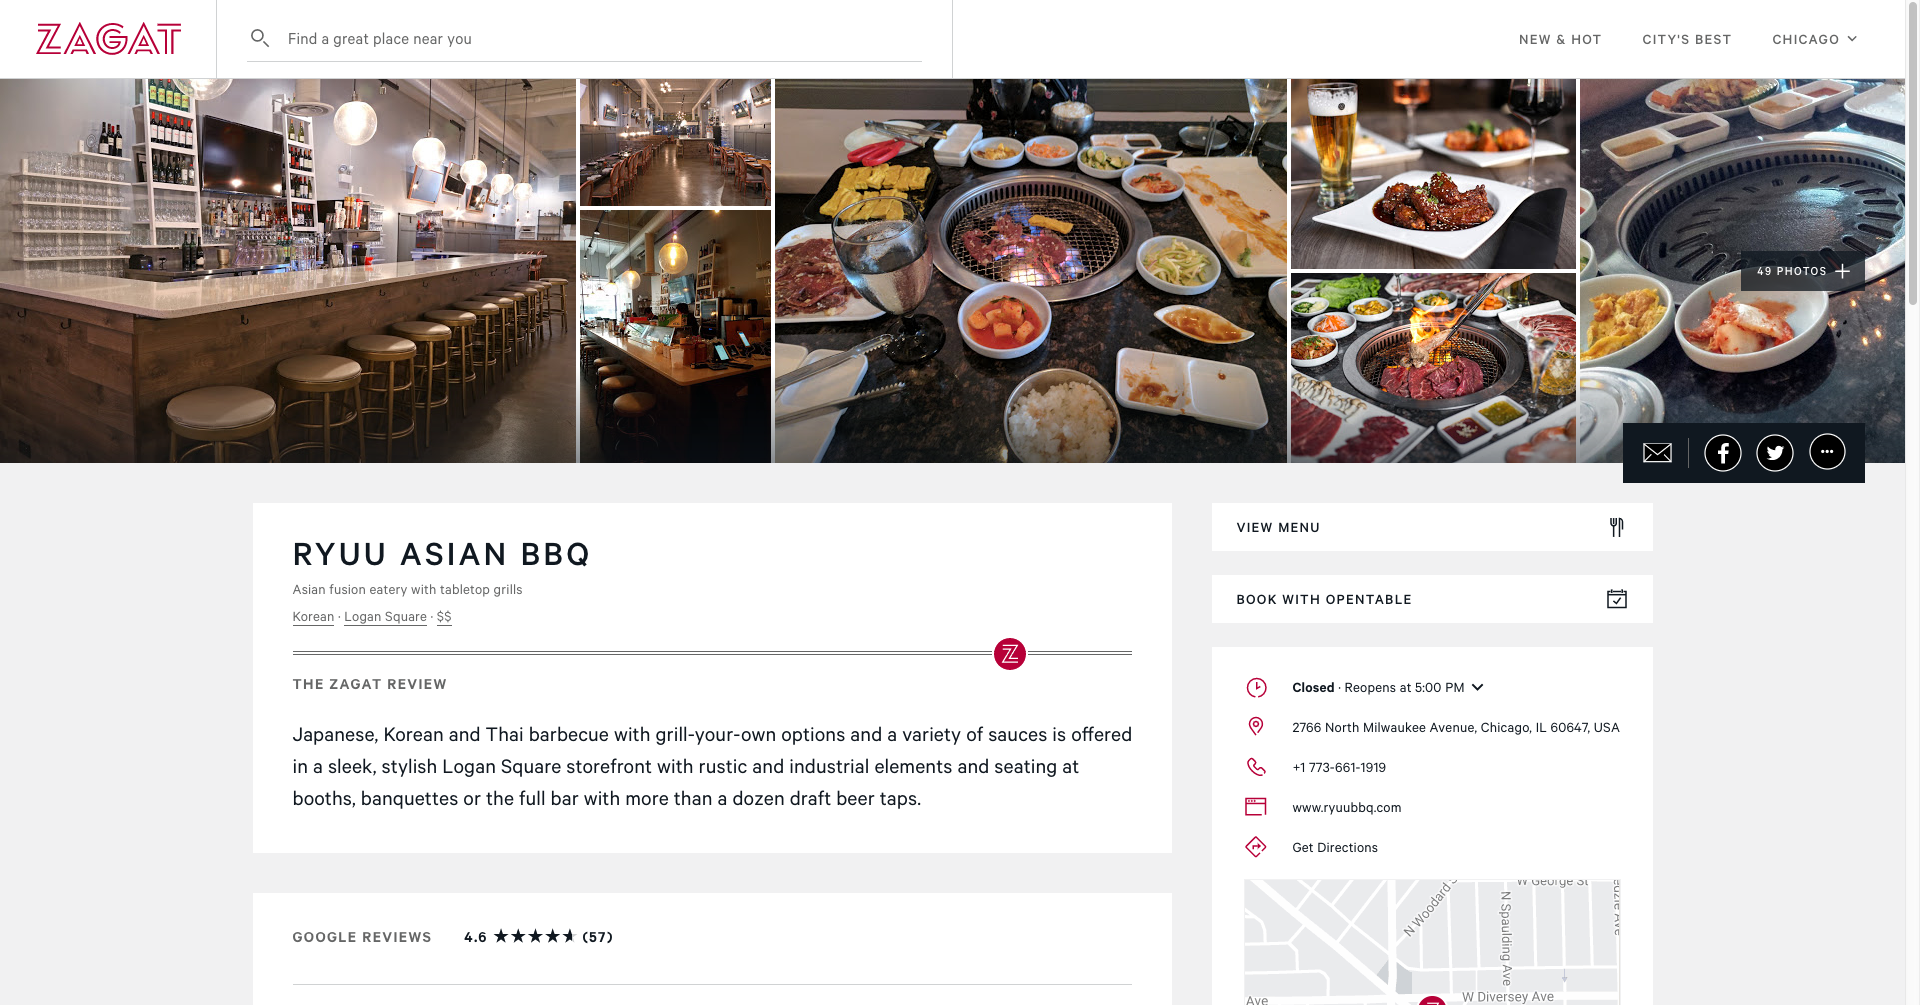 ZAGAT
Find a great place near you
NEW & HOT
CITY'S BEST
CHICAGO
49 PHOTOS
RYUU ASIAN BBQ
Asian fusion eatery with tabletop grills
Korean · Logan Square · $$
THE ZAGAT REVIEW
Japanese, Korean and Thai barbecue with grill-your-own options and a variety of sauces is offered
in a sleek, stylish Logan Square storefront with rustic and industrial elements and seating at
booths, banquettes or the full bar with more than a dozen draft beer taps.
GOOGLE REVIEWS
4.6 ★★★★★ (57)
VIEW MENU
BOOK WITH OPENTABLE
Closed · Reopens at 5:00 PM
2766 North Milwaukee Avenue, Chicago, IL 60647, USA
+1 773-661-1919
www.ryuubbq.com
Get Directions
W George St
N Woodard S
N Spaulding Ave
W Diversey Ave
Ave